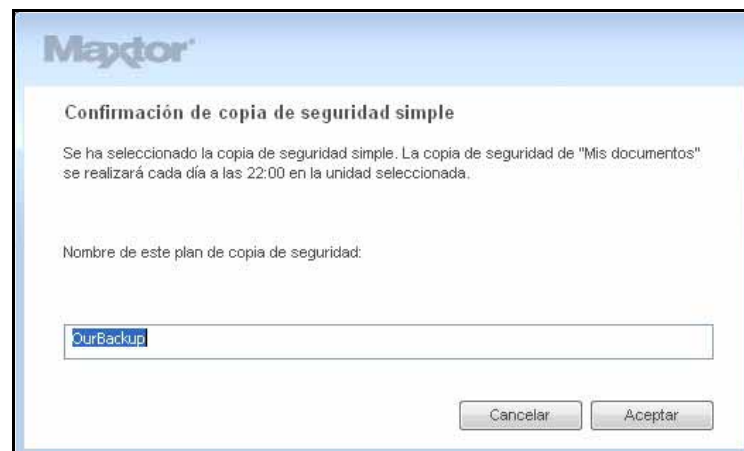 Maxtor
Confirmación de copia de seguridad simple
Se ha seleccionado la copia de seguridad simple. La copia de seguridad de "Mis documentos"
se realizará cada día a las 22:00 en la unidad seleccionada.
Nombre de este plan de copia de seguridad:
OurBackup
Cancelar
Aceptar